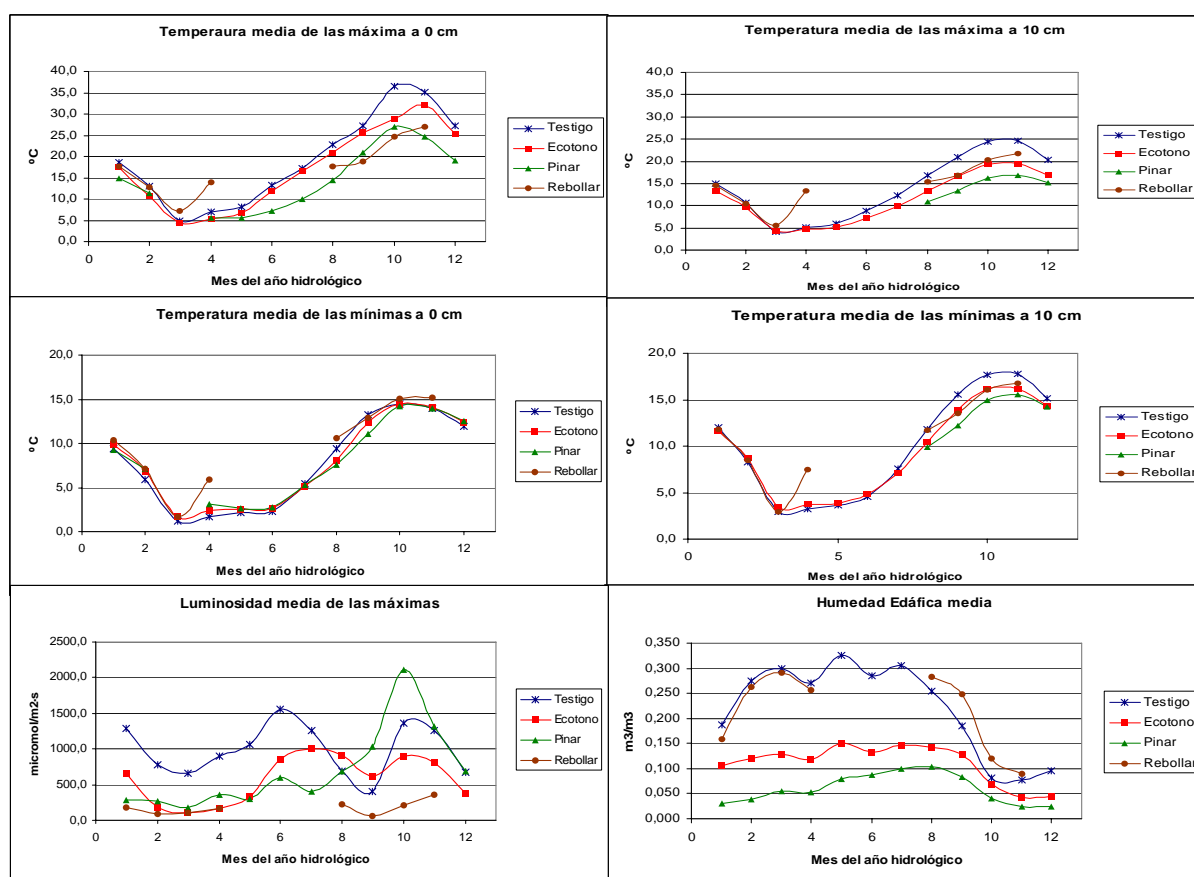 Temperaura media de las máxima a 0 cm
40,0
35,0
30,0
25,0
20,0
15,0
10,0
5,0
0,0
ºC
0
2
4
6
8
10
12
Mes del año hidrológico
Testigo
Ecotono
Pinar
Rebollar
Temperatura media de las máxima a 10 cm
40,0
35,0
30,0
25,0
20,0
15,0
10,0
5,0
0,0
ºC
0
2
4
6
8
10
12
Mes del año hidrológico
Testigo
Ecotono
Pinar
Rebollar
Temperatura media de las mínimas a 0 cm
20,0
15,0
10,0
5,0
0,0
ºC
0
2
4
6
8
10
12
Mes del año hidrológico
Testigo
Ecotono
Pinar
Rebollar
Temperatura media de las mínimas a 10 cm
20,0
15,0
10,0
5,0
0,0
ºC
0
5
10
Mes del año hidrológico
Testigo
Ecotono
Pinar
Rebollar
Luminosidad media de las máximas
2500,0
2000,0
1500,0
1000,0
500,0
0,0
micromol/m2s
0
2
4
6
8
10
12
Mes del año hidrológico
Testigo
Ecotono
Pinar
Rebollar
Humedad Edáfica media
0,350
0,300
0,250
0,200
0,150
0,100
0,050
0,000
m3/m3
0
2
4
6
8
10
12
Mes del año hidrológico
Testigo
Ecotono
Pinar
Rebollar